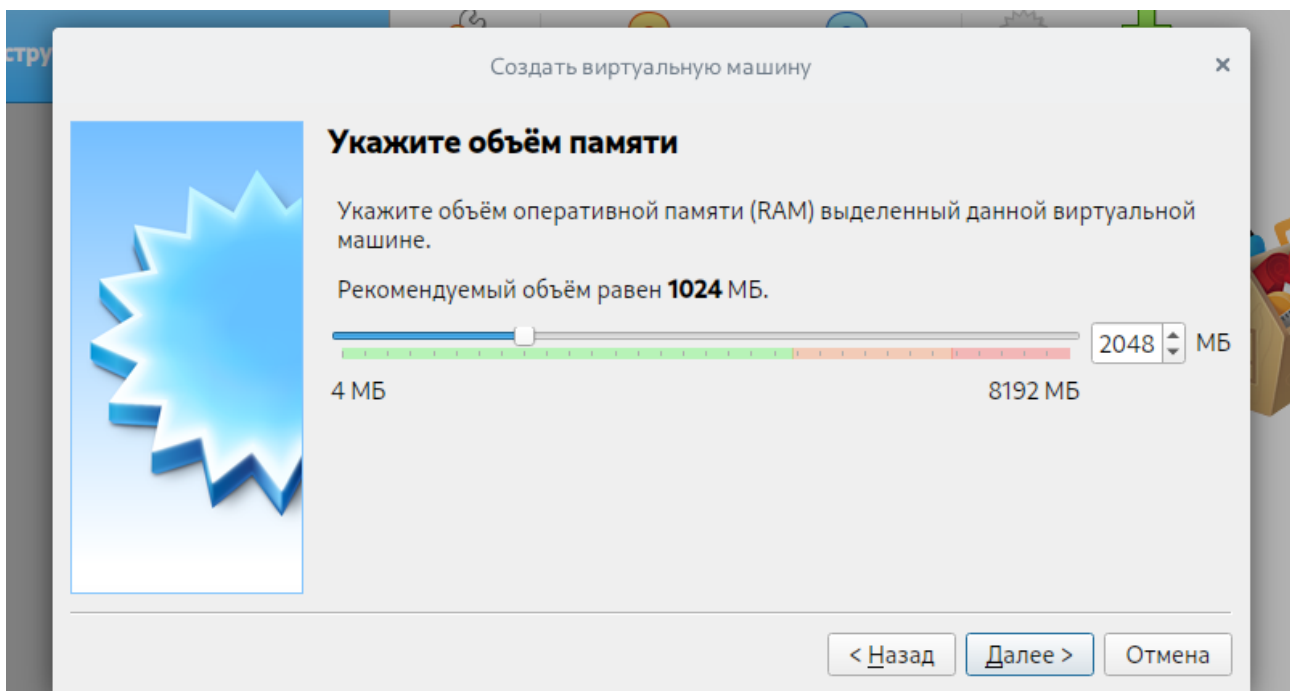 стру
Создать виртуальную машину
Укажите объём памяти
Укажите объём оперативной памяти (RAM) выделенный данной виртуальной
машине.
Рекомендуемый объём равен 1024 МБ.
2048 МБ
4 МБ 8192 МБ
< Назад Далее > Отмена